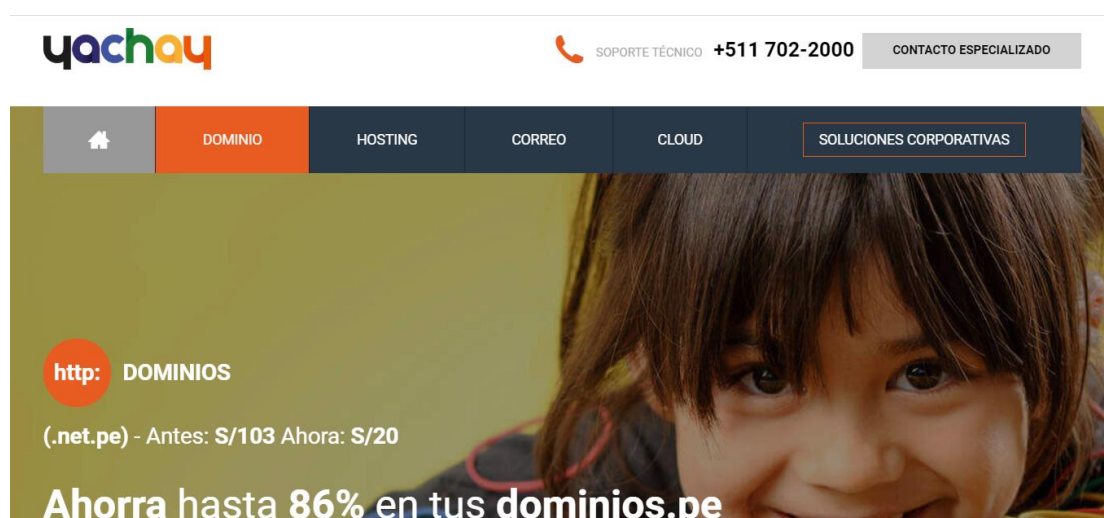 yachay
SOPORTE TÉCNICO +511 702-2000 CONTACTO ESPECIALIZADO
DOMINIO HOSTING CORREO CLOUD SOLUCIONES CORPORATIVAS
http: DOMINIOS
(.net.pe) - Antes: S/103 Ahora: S/20
Ahorra hasta 86% en tus dominios.pe